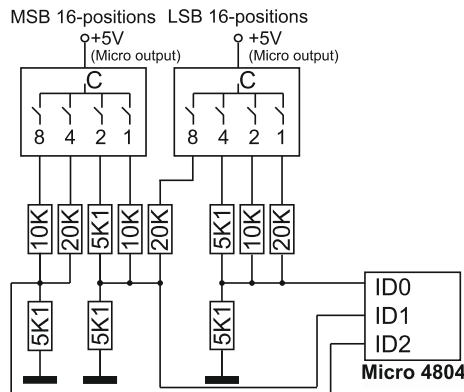 MSB 16-positions LSB 16-positions
+5V +5V
(Micro output) (Micro output)
C C
8 4 2 1 8 4 2 1
10K 20K 5K1 10K 20K 5K1 10K 20K
5K1 5K1 5K1
ID0
ID1
ID2
Micro 4804